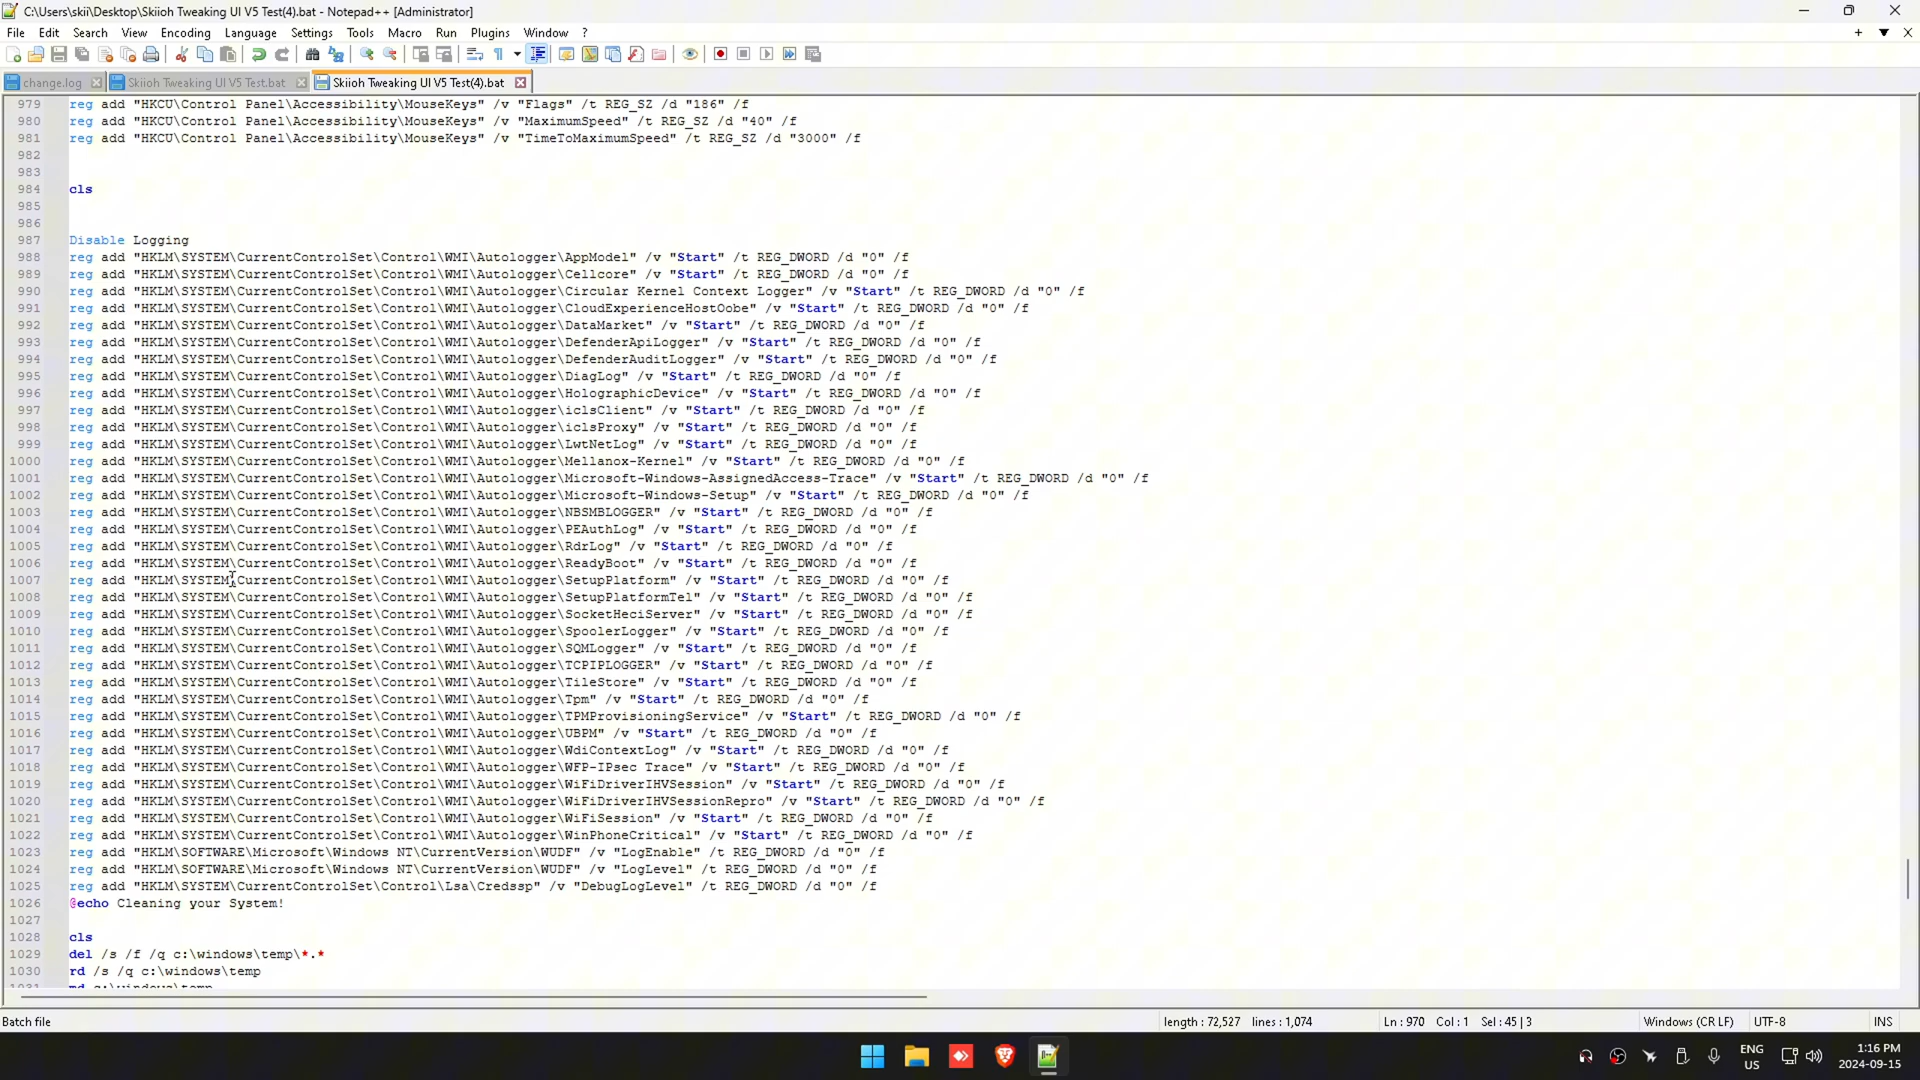 C:\Users\skii\Desktop\Skiioh Tweaking UI V5 Test(4).bat - Notepad++ [Administrator]
File Edit Search View Encoding Language Settings Tools Macro Run Plugins Window ?
change.log Skiioh Tweaking UI V5 Test.bat Skiioh Tweaking UI V5 Test(4).bat
979 reg add "HKCU\Control Panel\Accessibility\MouseKeys" /v "Flags" /t REG_SZ /d "186" /f
980 reg add "HKCU\Control Panel\Accessibility\MouseKeys" /v "MaximumSpeed" /t REG_SZ /d "40" /f
981 reg add "HKCU\Control Panel\Accessibility\MouseKeys" /v "TimeToMaximumSpeed" /t REG_SZ /d "3000" /f
982
983
984 cls
985
986
987 Disable Logging
988 reg add "HKLM\SYSTEM\CurrentControlSet\Control\WMI\Autologger\AppModel" /v "Start" /t REG_DWORD /d "0" /f
989 reg add "HKLM\SYSTEM\CurrentControlSet\Control\WMI\Autologger\Cellcore" /v "Start" /t REG_DWORD /d "0" /f
990 reg add "HKLM\SYSTEM\CurrentControlSet\Control\WMI\Autologger\Circular Kernel Context Logger" /v "Start" /t REG_DWORD /d "0" /f
991 reg add "HKLM\SYSTEM\CurrentControlSet\Control\WMI\Autologger\CloudExperienceHostOobe" /v "Start" /t REG_DWORD /d "0" /f
992 reg add "HKLM\SYSTEM\CurrentControlSet\Control\WMI\Autologger\DataMarket" /v "Start" /t REG_DWORD /d "0" /f
993 reg add "HKLM\SYSTEM\CurrentControlSet\Control\WMI\Autologger\DefenderApiLogger" /v "Start" /t REG_DWORD /d "0" /f
994 reg add "HKLM\SYSTEM\CurrentControlSet\Control\WMI\Autologger\DefenderAuditLogger" /v "Start" /t REG_DWORD /d "0" /f
995 reg add "HKLM\SYSTEM\CurrentControlSet\Control\WMI\Autologger\DiagLog" /v "Start" /t REG_DWORD /d "0" /f
996 reg add "HKLM\SYSTEM\CurrentControlSet\Control\WMI\Autologger\HolographicDevice" /v "Start" /t REG_DWORD /d "0" /f
997 reg add "HKLM\SYSTEM\CurrentControlSet\Control\WMI\Autologger\iclsClient" /v "Start" /t REG_DWORD /d "0" /f
998 reg add "HKLM\SYSTEM\CurrentControlSet\Control\WMI\Autologger\iclsProxy" /v "Start" /t REG_DWORD /d "0" /f
999 reg add "HKLM\SYSTEM\CurrentControlSet\Control\WMI\Autologger\LwtNetLog" /v "Start" /t REG_DWORD /d "0" /f
1000 reg add "HKLM\SYSTEM\CurrentControlSet\Control\WMI\Autologger\Mellanox-Kernel" /v "Start" /t REG_DWORD /d "0" /f
1001 reg add "HKLM\SYSTEM\CurrentControlSet\Control\WMI\Autologger\Microsoft-Windows-AssignedAccess-Trace" /v "Start" /t REG_DWORD /d "0" /f
1002 reg add "HKLM\SYSTEM\CurrentControlSet\Control\WMI\Autologger\Microsoft-Windows-Setup" /v "Start" /t REG_DWORD /d "0" /f
1003 reg add "HKLM\SYSTEM\CurrentControlSet\Control\WMI\Autologger\NBSMBLOGGER" /v "Start" /t REG_DWORD /d "0" /f
1004 reg add "HKLM\SYSTEM\CurrentControlSet\Control\WMI\Autologger\PEAuthLog" /v "Start" /t REG_DWORD /d "0" /f
1005 reg add "HKLM\SYSTEM\CurrentControlSet\Control\WMI\Autologger\RdrLog" /v "Start" /t REG_DWORD /d "0" /f
1006 reg add "HKLM\SYSTEM\CurrentControlSet\Control\WMI\Autologger\ReadyBoot" /v "Start" /t REG_DWORD /d "0" /f
1007 reg add "HKLM\SYSTEM\CurrentControlSet\Control\WMI\Autologger\SetupPlatform" /v "Start" /t REG_DWORD /d "0" /f
1008 reg add "HKLM\SYSTEM\CurrentControlSet\Control\WMI\Autologger\SetupPlatformTel" /v "Start" /t REG_DWORD /d "0" /f
1009 reg add "HKLM\SYSTEM\CurrentControlSet\Control\WMI\Autologger\SocketHeciServer" /v "Start" /t REG_DWORD /d "0" /f
1010 reg add "HKLM\SYSTEM\CurrentControlSet\Control\WMI\Autologger\SpoolerLogger" /v "Start" /t REG_DWORD /d "0" /f
1011 reg add "HKLM\SYSTEM\CurrentControlSet\Control\WMI\Autologger\SQMLogger" /v "Start" /t REG_DWORD /d "0" /f
1012 reg add "HKLM\SYSTEM\CurrentControlSet\Control\WMI\Autologger\TCPIPLOGGER" /v "Start" /t REG_DWORD /d "0" /f
1013 reg add "HKLM\SYSTEM\CurrentControlSet\Control\WMI\Autologger\TileStore" /v "Start" /t REG_DWORD /d "0" /f
1014 reg add "HKLM\SYSTEM\CurrentControlSet\Control\WMI\Autologger\Tpm" /v "Start" /t REG_DWORD /d "0" /f
1015 reg add "HKLM\SYSTEM\CurrentControlSet\Control\WMI\Autologger\TPMProvisioningService" /v "Start" /t REG_DWORD /d "0" /f
1016 reg add "HKLM\SYSTEM\CurrentControlSet\Control\WMI\Autologger\UBPM" /v "Start" /t REG_DWORD /d "0" /f
1017 reg add "HKLM\SYSTEM\CurrentControlSet\Control\WMI\Autologger\WdiContextLog" /v "Start" /t REG_DWORD /d "0" /f
1018 reg add "HKLM\SYSTEM\CurrentControlSet\Control\WMI\Autologger\WFP-IPsec Trace" /v "Start" /t REG_DWORD /d "0" /f
1019 reg add "HKLM\SYSTEM\CurrentControlSet\Control\WMI\Autologger\WiFiDriverIHVSession" /v "Start" /t REG_DWORD /d "0" /f
1020 reg add "HKLM\SYSTEM\CurrentControlSet\Control\WMI\Autologger\WiFiDriverIHVSessionRepro" /v "Start" /t REG_DWORD /d "0" /f
1021 reg add "HKLM\SYSTEM\CurrentControlSet\Control\WMI\Autologger\WiFiSession" /v "Start" /t REG_DWORD /d "0" /f
1022 reg add "HKLM\SYSTEM\CurrentControlSet\Control\WMI\Autologger\WinPhoneCritical" /v "Start" /t REG_DWORD /d "0" /f
1023 reg add "HKLM\SOFTWARE\Microsoft\Windows NT\CurrentVersion\WUDF" /v "LogEnable" /t REG_DWORD /d "0" /f
1024 reg add "HKLM\SOFTWARE\Microsoft\Windows NT\CurrentVersion\WUDF" /v "LogLevel" /t REG_DWORD /d "0" /f
1025 reg add "HKLM\SYSTEM\CurrentControlSet\Control\Lsa\Credssp" /v "DebugLogLevel" /t REG_DWORD /d "0" /f
1026 @echo Cleaning your System!
1027
1028 cls
1029 del /s /f /q c:\windows\temp\*.*
1030 rd /s /q c:\windows\temp
1031 md c:\windows\temp
Batch file length : 72,527 lines : 1,074 Ln : 970 Col : 1 Sel : 45 | 3 Windows (CR LF) UTF-8 INS
ENG US 1:16 PM 2024-09-15